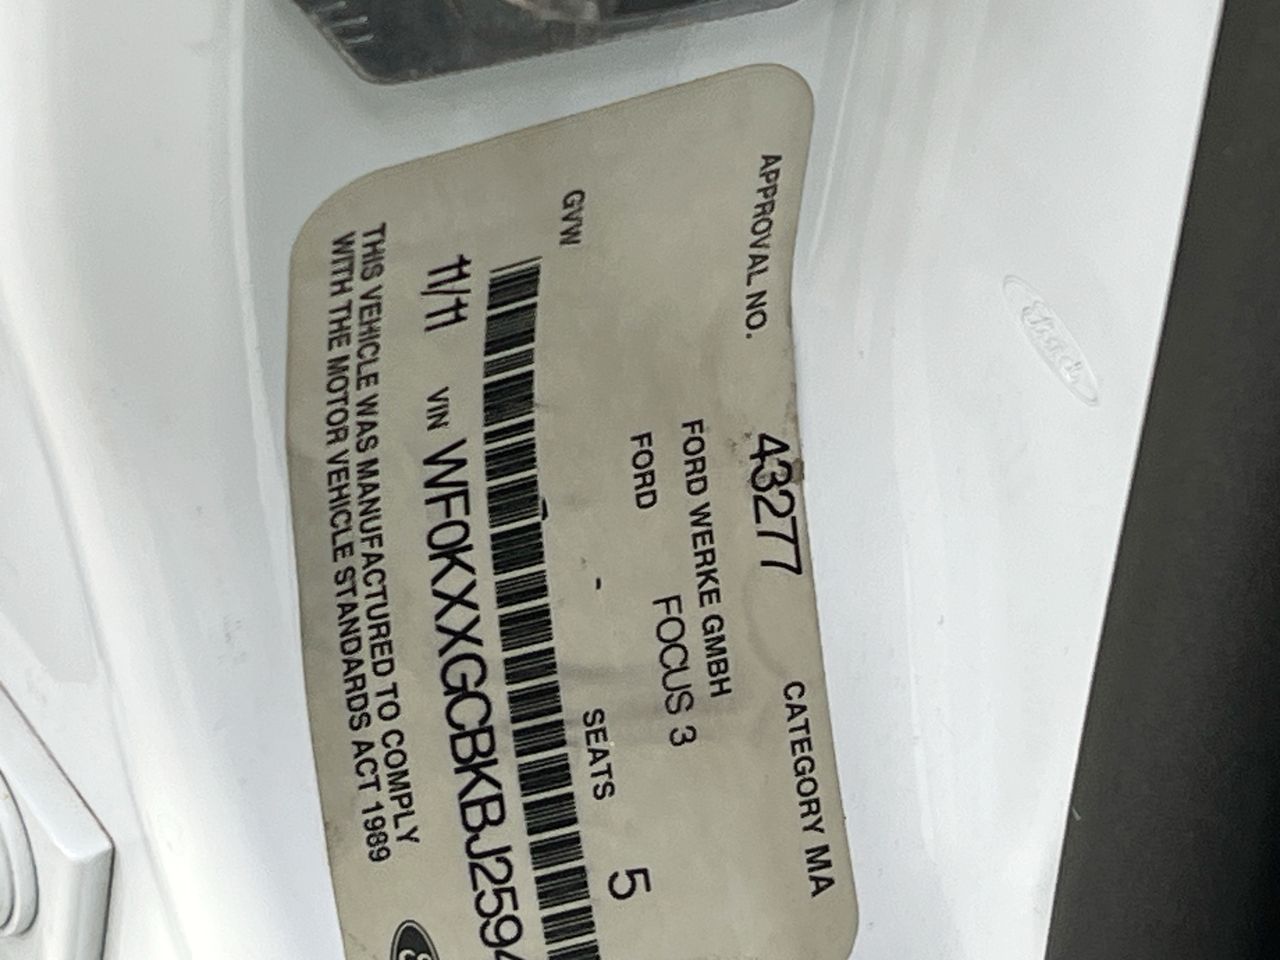 APPROVAL NO. 43277 CATEGORY MA
FORD WERKE GMBH
FORD FOCUS 3
GVW - SEATS 5
11/11 VIN WF0KXXGCBKBJ2594
THIS VEHICLE WAS MANUFACTURED TO COMPLY
WITH THE MOTOR VEHICLE STANDARDS ACT 1989
Ford